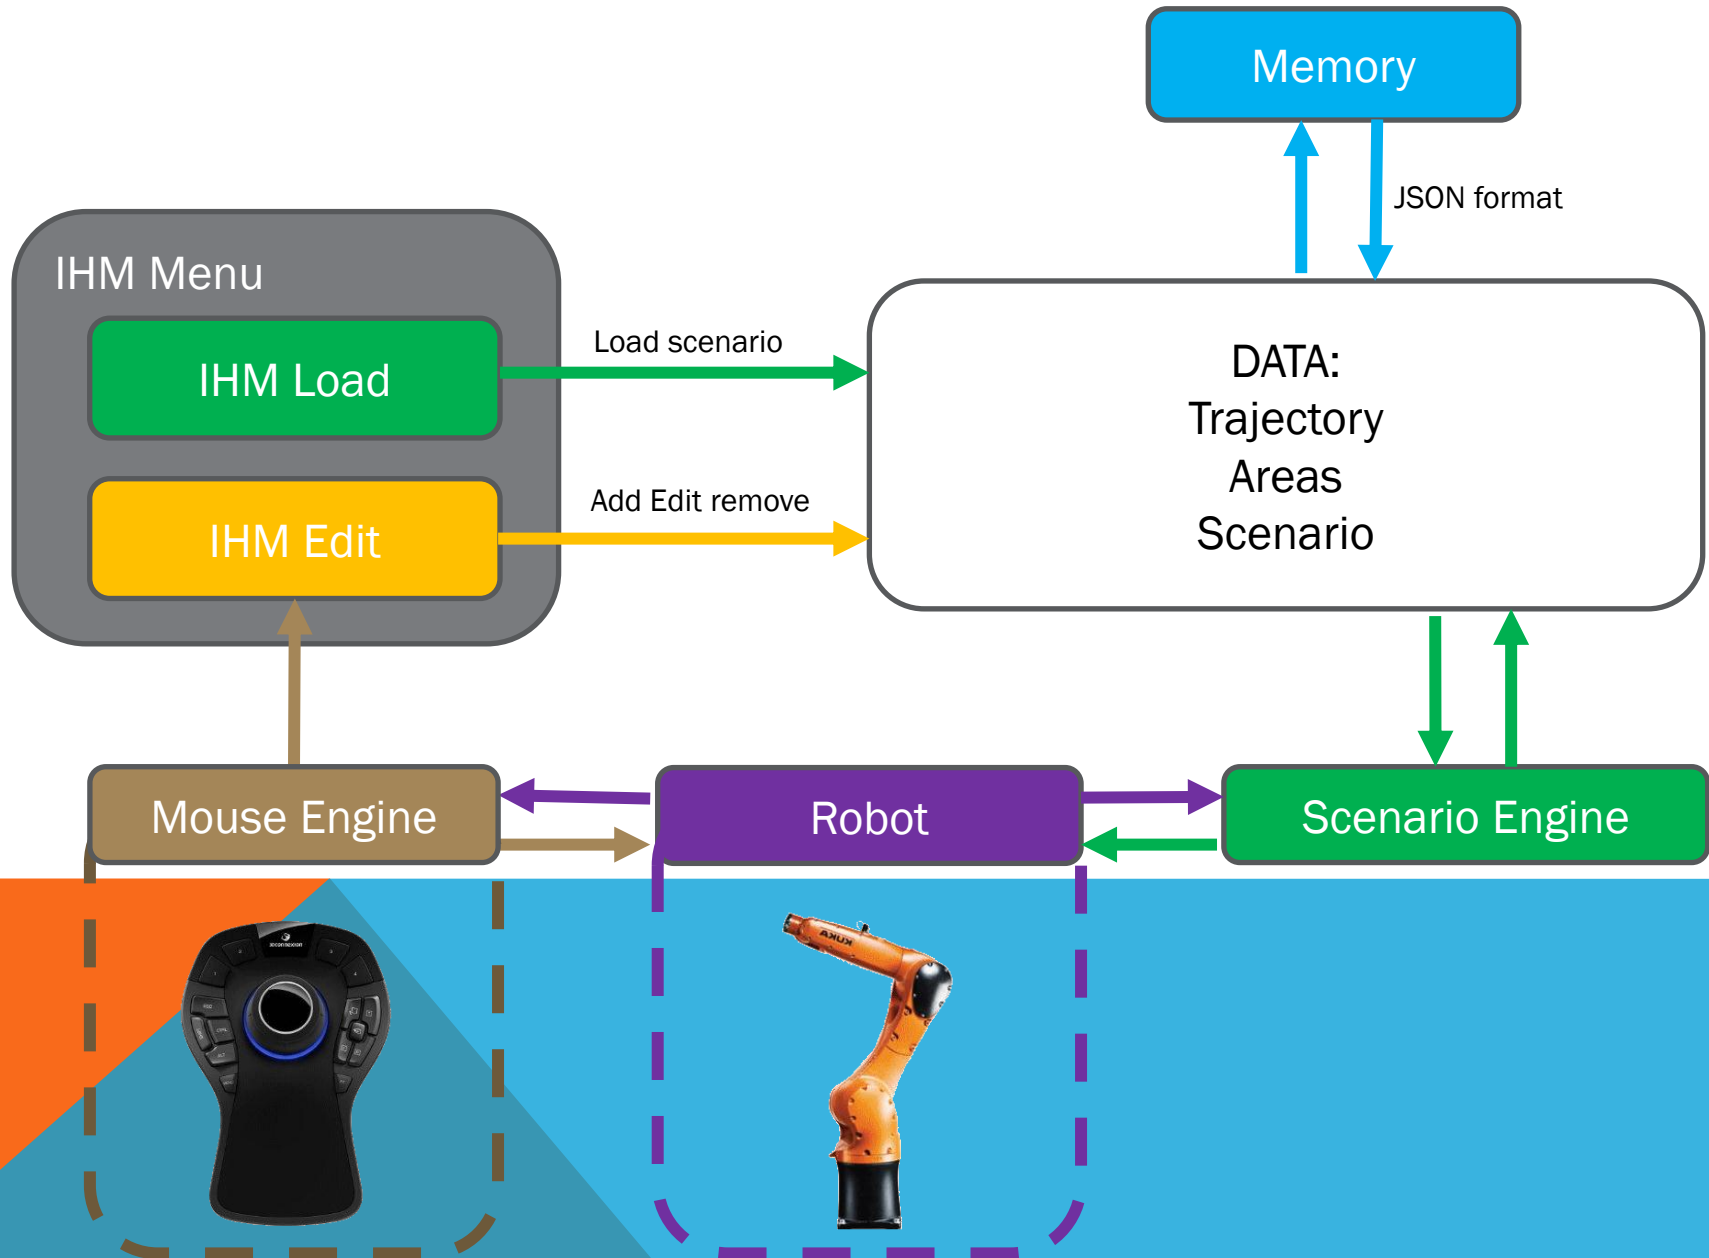 Memory
JSON format
IHM Menu
IHM Load
Load scenario
DATA:
Trajectory
Areas
Scenario
IHM Edit
Add Edit remove
Mouse Engine
Robot
Scenario Engine
3Dconnexion
KUKA